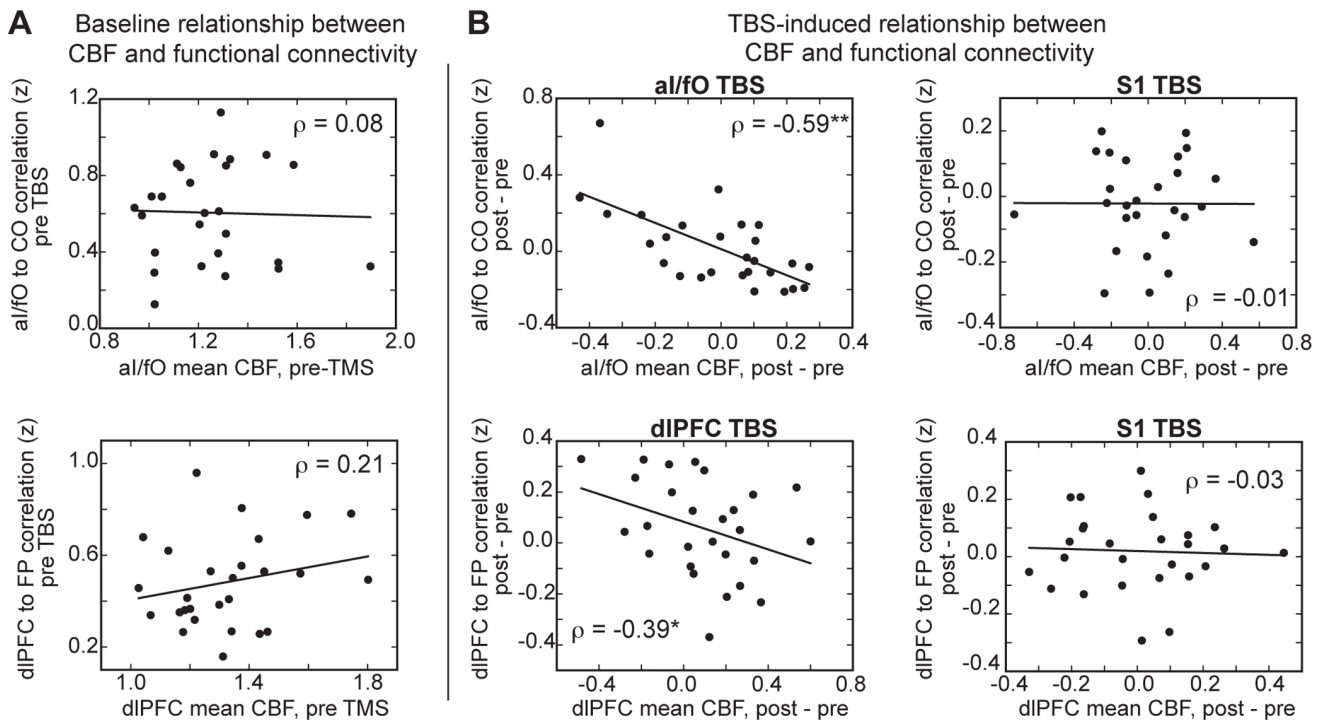 A
Baseline relationship between
CBF and functional connectivity
B
TBS-induced relationship between
CBF and functional connectivity
aI/fO to CO correlation (z)
pre TBS
1.2
0.8
0.4
0.0
ρ = 0.08
0.8
1.2
1.6
2.0
aI/fO mean CBF, pre-TMS
aI/fO TBS
aI/fO to CO correlation (z)
post - pre
0.8
0.4
0.0
-0.4
ρ = -0.59**
-0.4
-0.2
0.0
0.2
0.4
aI/fO mean CBF, post - pre
S1 TBS
aI/fO to CO correlation (z)
post - pre
0.2
0.0
-0.2
-0.4
ρ = -0.01
-0.8
-0.4
0.0
0.4
0.8
aI/fO mean CBF, post - pre
dlPFC to FP correlation (z)
pre TBS
1.0
0.6
0.2
ρ = 0.21
1.0
1.4
1.8
dlPFC mean CBF, pre TMS
dlPFC TBS
dlPFC to FP correlation (z)
post - pre
0.4
0.2
0.0
-0.2
-0.4
ρ = -0.39*
-0.4
0.0
0.4
0.8
dlPFC mean CBF, post - pre
S1 TBS
dlPFC to FP correlation (z)
post - pre
0.4
0.2
0.0
-0.2
-0.4
ρ = -0.03
-0.4
-0.2
0.0
0.2
0.4
dlPFC mean CBF, post - pre